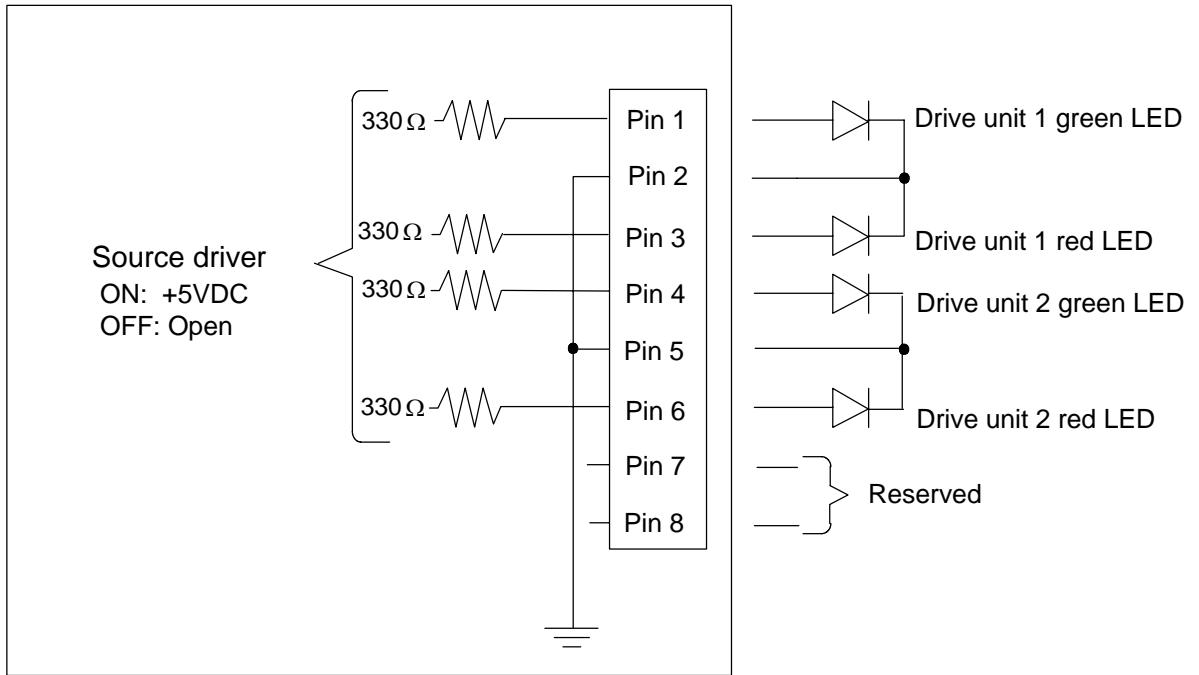 330Ω
Pin 1
Drive unit 1 green LED
Pin 2
330Ω
Pin 3
Drive unit 1 red LED
Source driver
ON: +5VDC
OFF: Open
330Ω
Pin 4
Drive unit 2 green LED
Pin 5
330Ω
Pin 6
Drive unit 2 red LED
Pin 7
Reserved
Pin 8